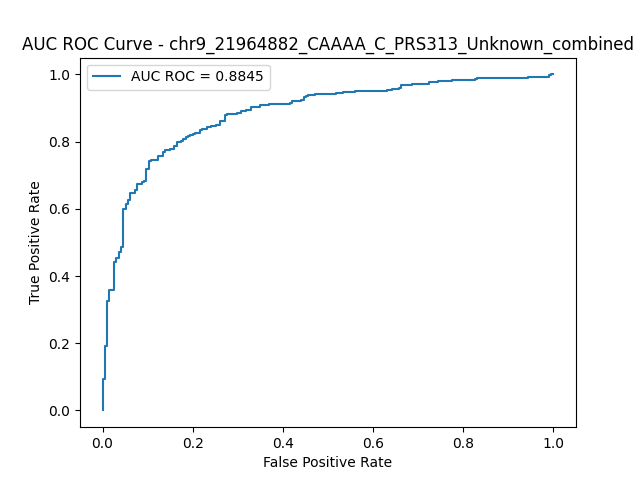 AUC ROC Curve - chr9_21964882_CAAAA_C_PRS313_Unknown_combined
AUC ROC = 0.8845
1.0
0.8
0.6
0.4
0.2
0.0
True Positive Rate
0.0 0.2 0.4 0.6 0.8 1.0
False Positive Rate